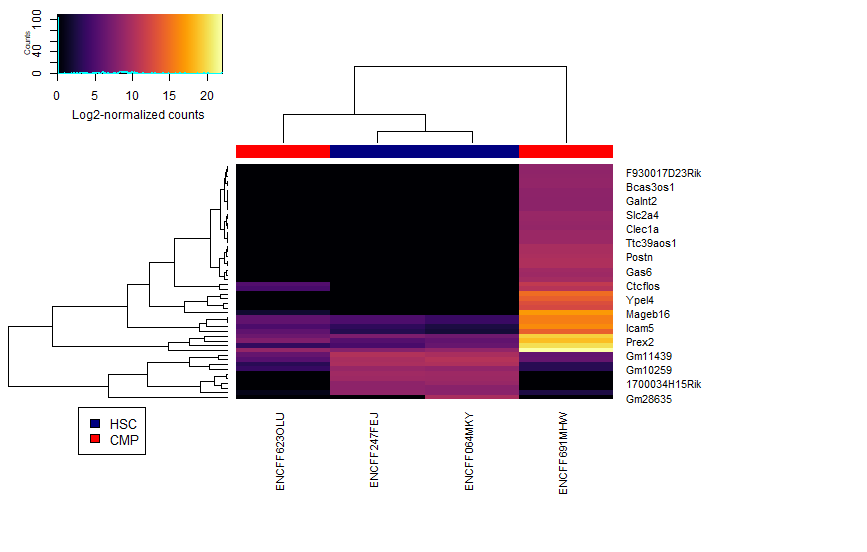 Counts
0 40 100
0 5 10 15 20
Log2-normalized counts
F930017D23Rik
Bcas3os1
Galnt2
Slc2a4
Clec1a
Ttc39aos1
Postn
Gas6
Ctcflos
Ypel4
Mageb16
Icam5
Prex2
Gm11439
Gm10259
1700034H15Rik
Gm28635
HSC
CMP
ENCFF623OLU
ENCFF247FEJ
ENCFF064MKY
ENCFF691MHW